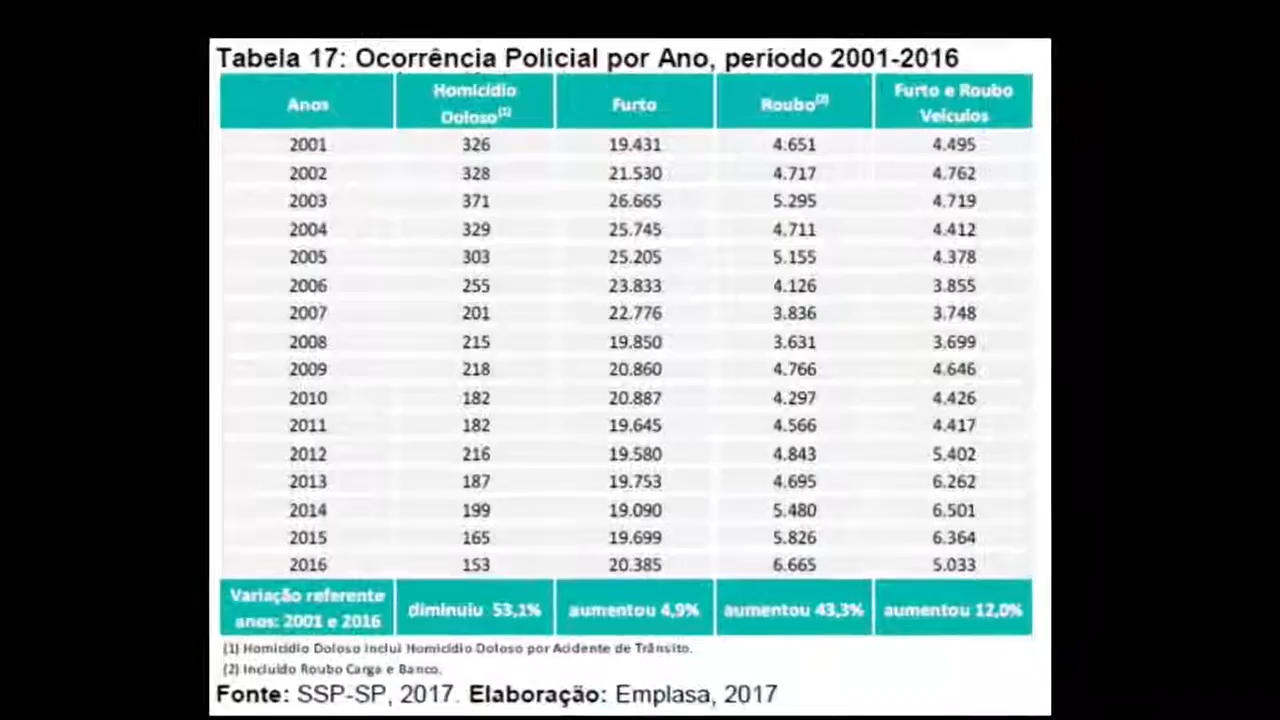 Tabela 17: Ocorrência Policial por Ano, período 2001-2016
Anos Homicídio Doloso(1) Furto Roubo(2) Furto e Roubo Veículos
2001 326 19.431 4.651 4.495
2002 328 21.530 4.717 4.762
2003 371 26.665 5.295 4.719
2004 329 25.745 4.711 4.412
2005 303 25.205 5.155 4.378
2006 255 23.833 4.126 3.855
2007 201 22.776 3.836 3.748
2008 215 19.850 3.631 3.699
2009 218 20.860 4.766 4.646
2010 182 20.887 4.297 4.426
2011 182 19.645 4.566 4.417
2012 216 19.580 4.843 5.402
2013 187 19.753 4.695 6.262
2014 199 19.090 5.480 6.501
2015 165 19.699 5.826 6.364
2016 153 20.385 6.665 5.033
Variação referente anos: 2001 e 2016 diminuiu 53,1% aumentou 4,9% aumentou 43,3% aumentou 12,0%
(1) Homicídio Doloso inclui Homicídio Doloso por Acidente de Trânsito.
(2) Incluído Roubo Carga e Banco.
Fonte: SSP-SP, 2017. Elaboração: Emplasa, 2017